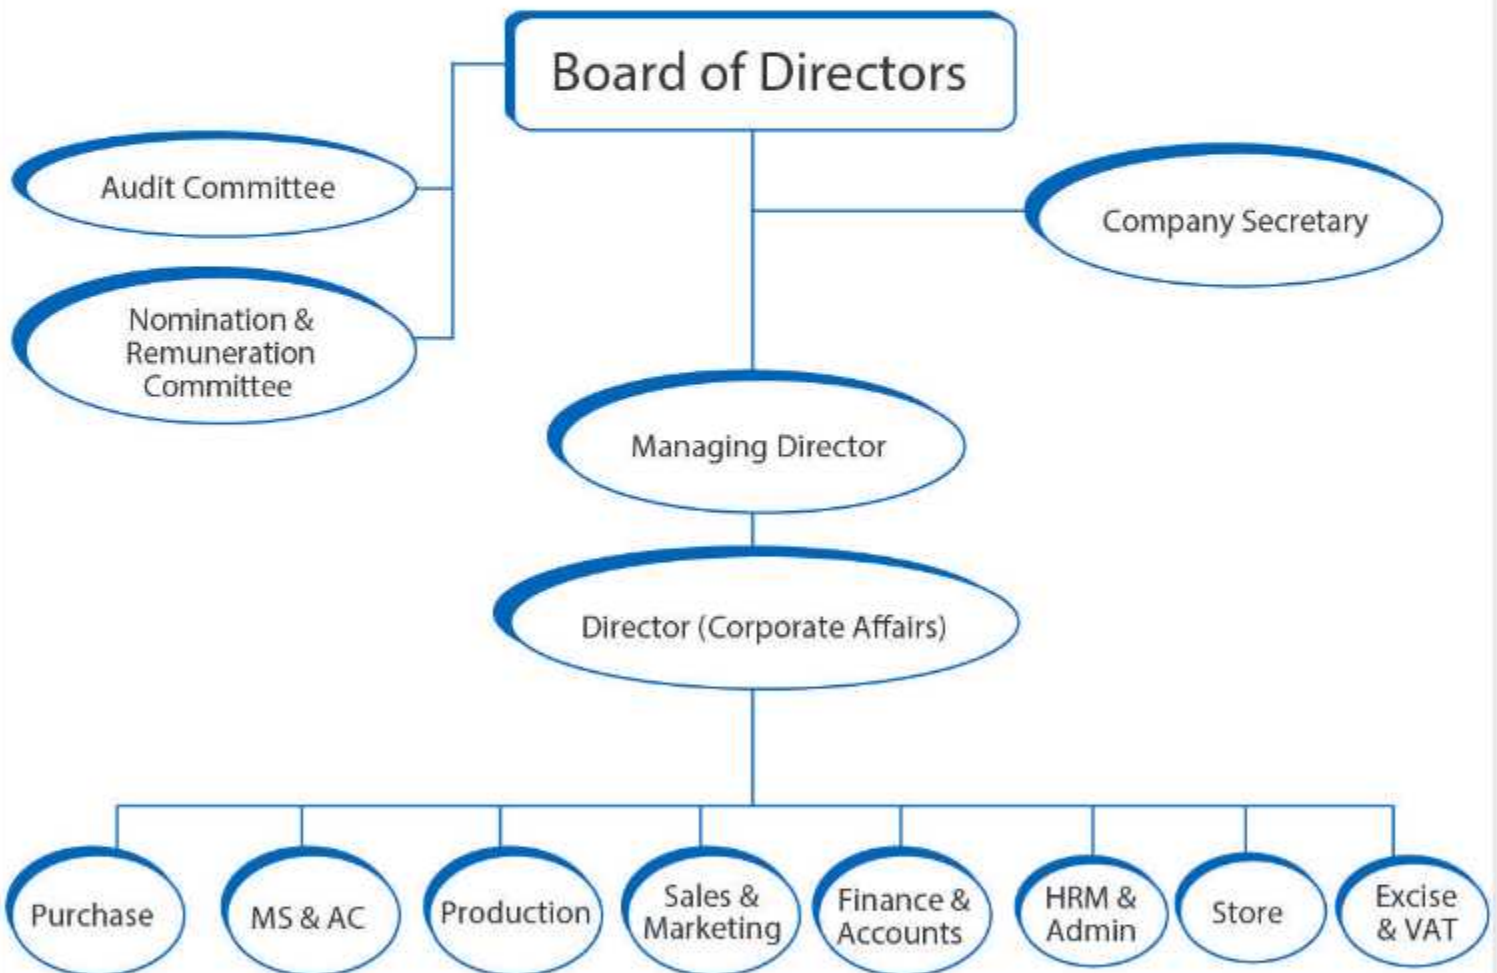 Board of Directors
Audit Committee
Company Secretary
Nomination &
Remuneration
Committee
Managing Director
Director (Corporate Affairs)
Purchase
MS & AC
Production
Sales &
Marketing
Finance &
Accounts
HRM &
Admin
Store
Excise
& VAT